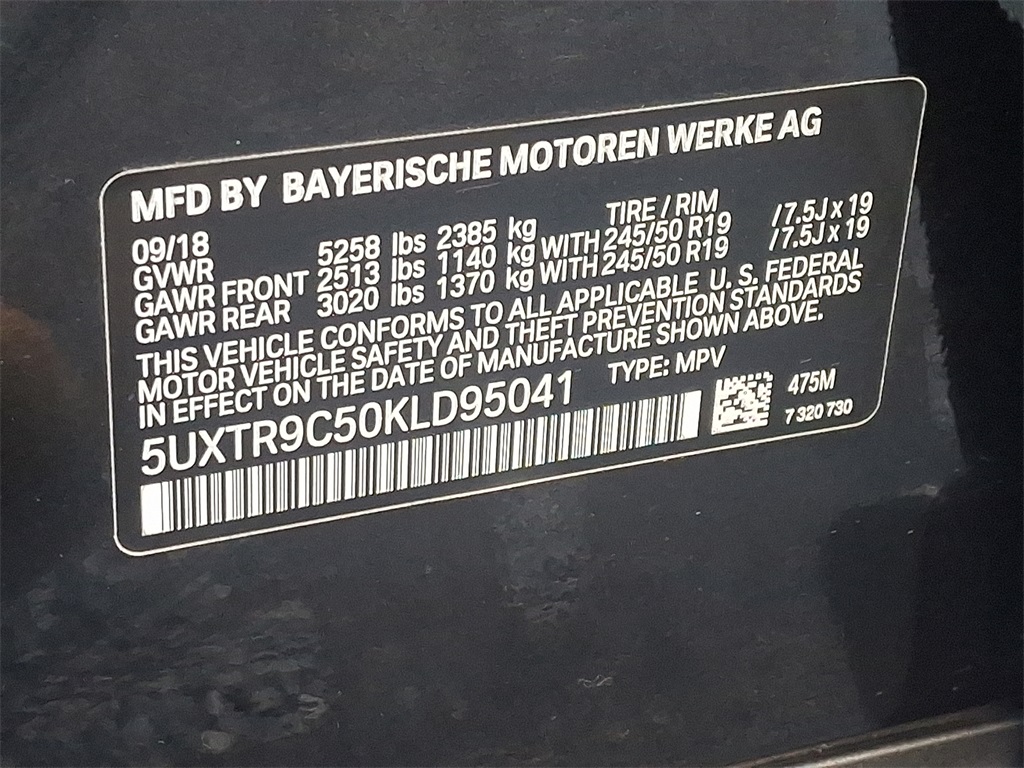 MFD BY BAYERISCHE MOTOREN WERKE AG
09/18 TIRE / RIM
GVWR 5258 lbs 2385 kg
GAWR FRONT 2513 lbs 1140 kg WITH 245/50 R19 / 7.5J x 19
GAWR REAR 3020 lbs 1370 kg WITH 245/50 R19 / 7.5J x 19
THIS VEHICLE CONFORMS TO ALL APPLICABLE U. S. FEDERAL
MOTOR VEHICLE SAFETY AND THEFT PREVENTION STANDARDS
IN EFFECT ON THE DATE OF MANUFACTURE SHOWN ABOVE.
5UXTR9C50KLD95041 TYPE: MPV
475M
7 320 730